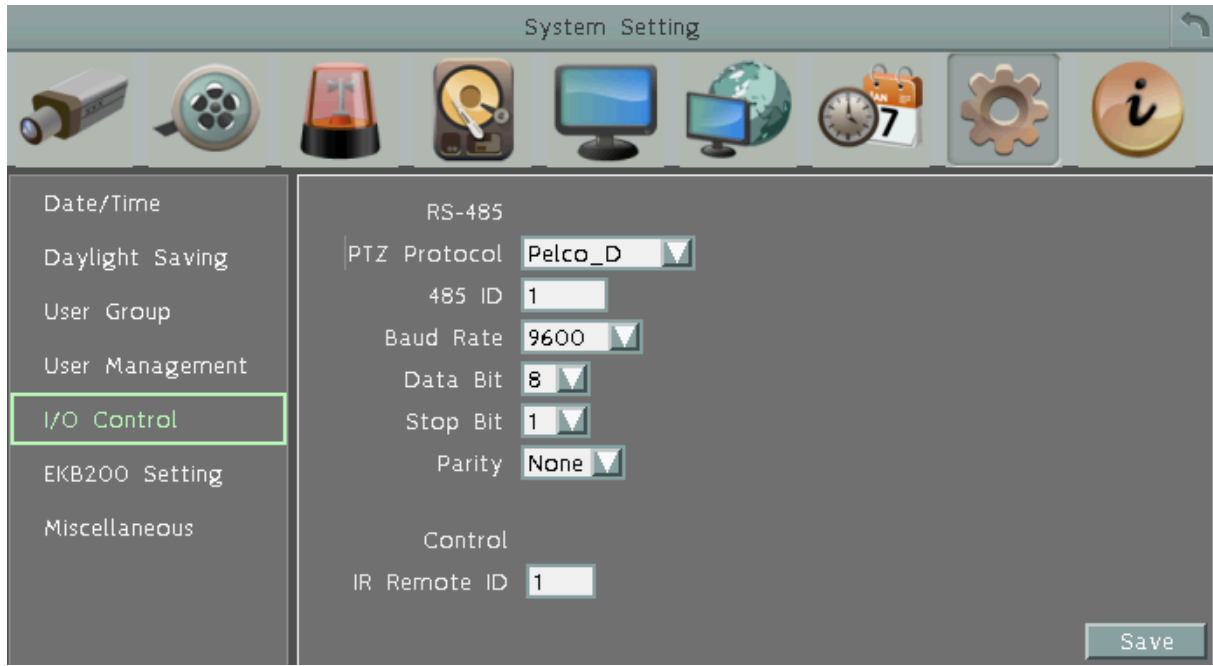 System Setting
JAN
7
Date/Time
Daylight Saving
User Group
User Management
I/O Control
EKB200 Setting
Miscellaneous
RS-485
PTZ Protocol Pelco_D
485 ID 1
Baud Rate 9600
Data Bit 8
Stop Bit 1
Parity None
Control
IR Remote ID 1
Save